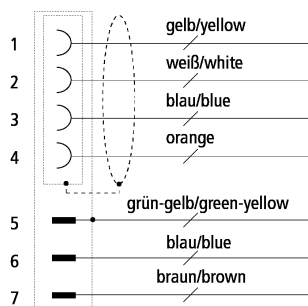 1 gelb/yellow
2 weiß/white
3 blau/blue
4 orange
5 grün-gelb/green-yellow
6 blau/blue
7 braun/brown